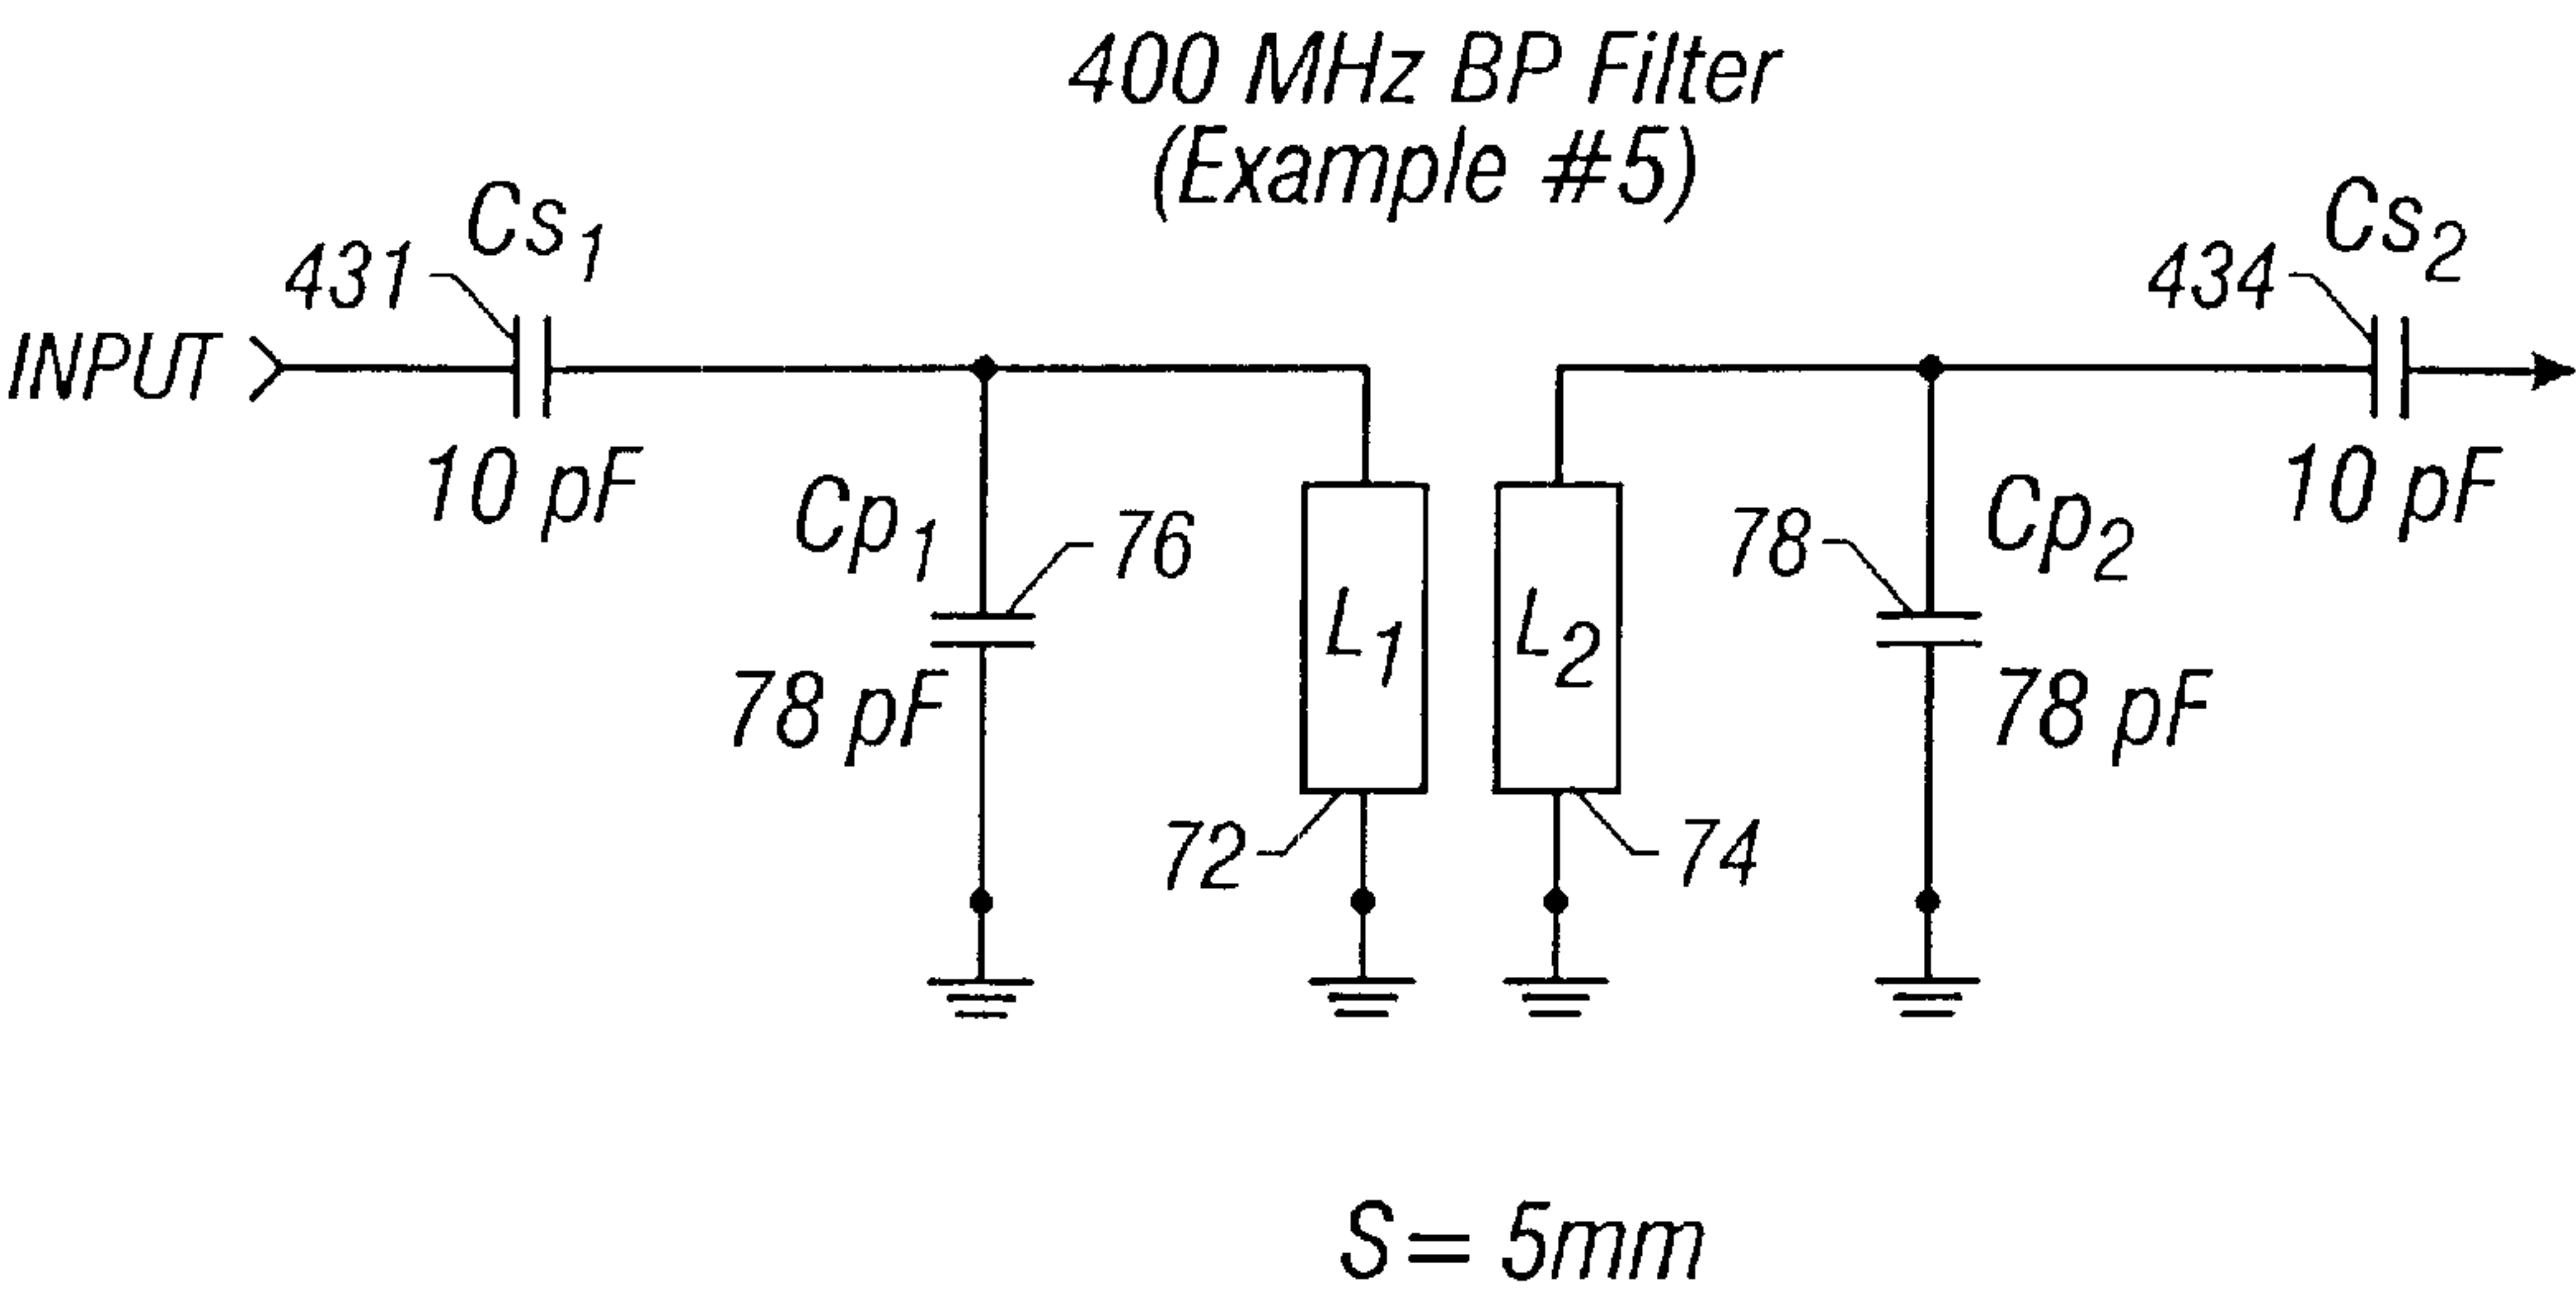 400 MHz BP Filter
(Example #5)
Cs1
431
INPUT
10 pF
Cs2
434
10 pF
Cp1
76
78 pF
L1
L2
78
Cp2
78 pF
72
74
S = 5mm